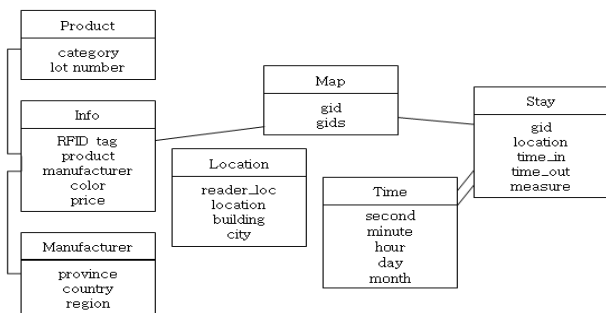 Product
category
lot number
Info
RFID tag
product
manufacturer
color
price
Manufacturer
province
country
region
Map
gid
gids
Location
reader_loc
location
building
city
Time
second
minute
hour
day
month
Stay
gid
location
time_in
time_out
measure